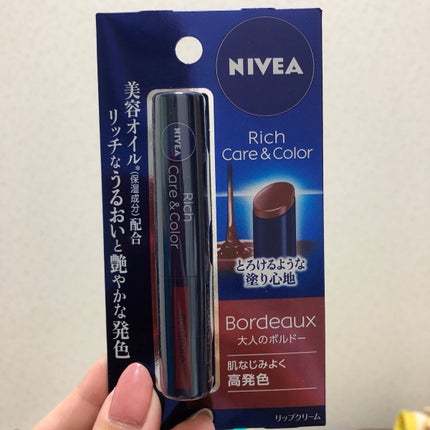 NIVEA
Rich
Care & Color
美容オイル*(保湿成分)配合
リッチなうるおいと艶やかな発色
NIVEA
Rich
Care & Color
とろけるような
塗り心地
Bordeaux
大人のボルドー
肌なじみよく
高発色
リップクリーム